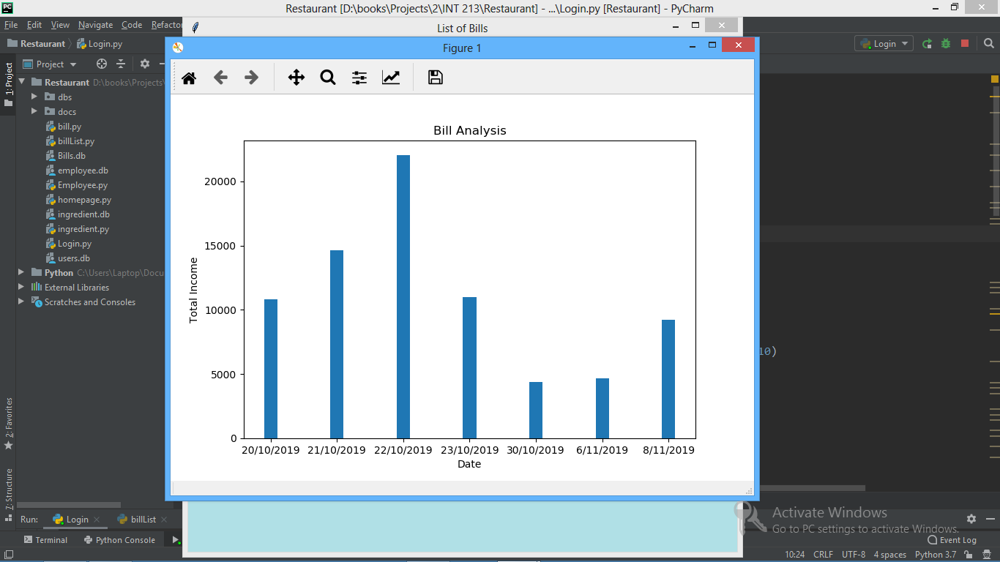 Restaurant [D:\books\Projects\2\INT 213\Restaurant] - ...\Login.py [Restaurant] - PyCharm
File Edit View Navigate Code Refactor
List of Bills
Restaurant Login.py
Figure 1
Login
1: Project
Project
Restaurant D:\books\Projects\
dbs
docs
bill.py
billList.py
Bills.db
employee.db
Employee.py
homepage.py
ingredient.db
ingredient.py
Login.py
users.db
Python C:\Users\Laptop\Docu
External Libraries
Scratches and Consoles
Bill Analysis
Total Income
20000
15000
10000
5000
0
20/10/2019 21/10/2019 22/10/2019 23/10/2019 30/10/2019 6/11/2019 8/11/2019
Date
10)
2: Favorites
7: Structure
Run: Login billList
Activate Windows
Go to PC settings to activate Windows.
Terminal Python Console Event Log
10:24 CRLF UTF-8 4 spaces Python 3.7